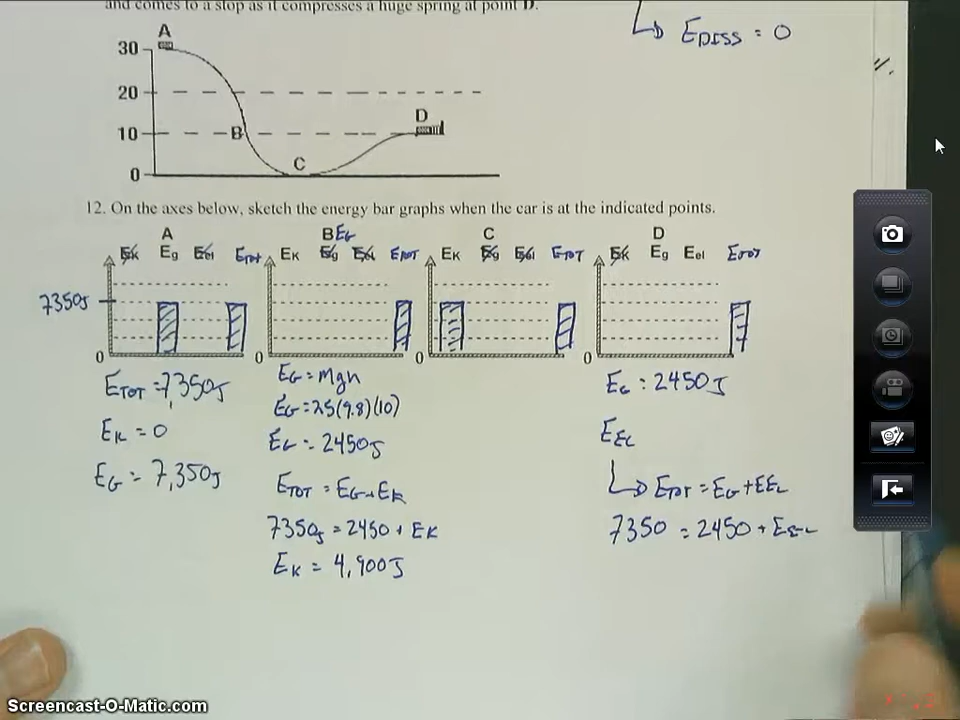 and comes to a stop as it compresses a huge spring at point D.
EDISS = 0
A
30
20
D
10
B
C
0
12. On the axes below, sketch the energy bar graphs when the car is at the indicated points.
A
Ek Eg Eel ETOT
B EG
EK Eg Eel ETOT
C
EK Eg Eel ETOT
D
Ek Eg Eel ETOT
7350J
0
0
0
0
ETOT = 7,350J
EK = 0
EG = 7,350J
EG = mgh
EG = 25(9.8)(10)
EG = 2450J
ETOT = EG + EK
7350J = 2450 + EK
EK = 4,900J
EG = 2450J
EEL
ETOT = EG + EEL
7350 = 2450 + EEL
Screencast-O-Matic.com